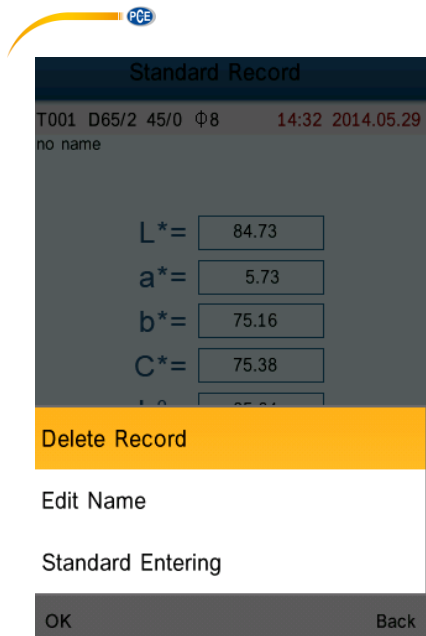 PCE
Standard Record
T001 D65/2 45/0 Φ8 14:32 2014.05.29
no name
L*= 84.73
a*= 5.73
b*= 75.16
C*= 75.38
Delete Record
Edit Name
Standard Entering
OK Back